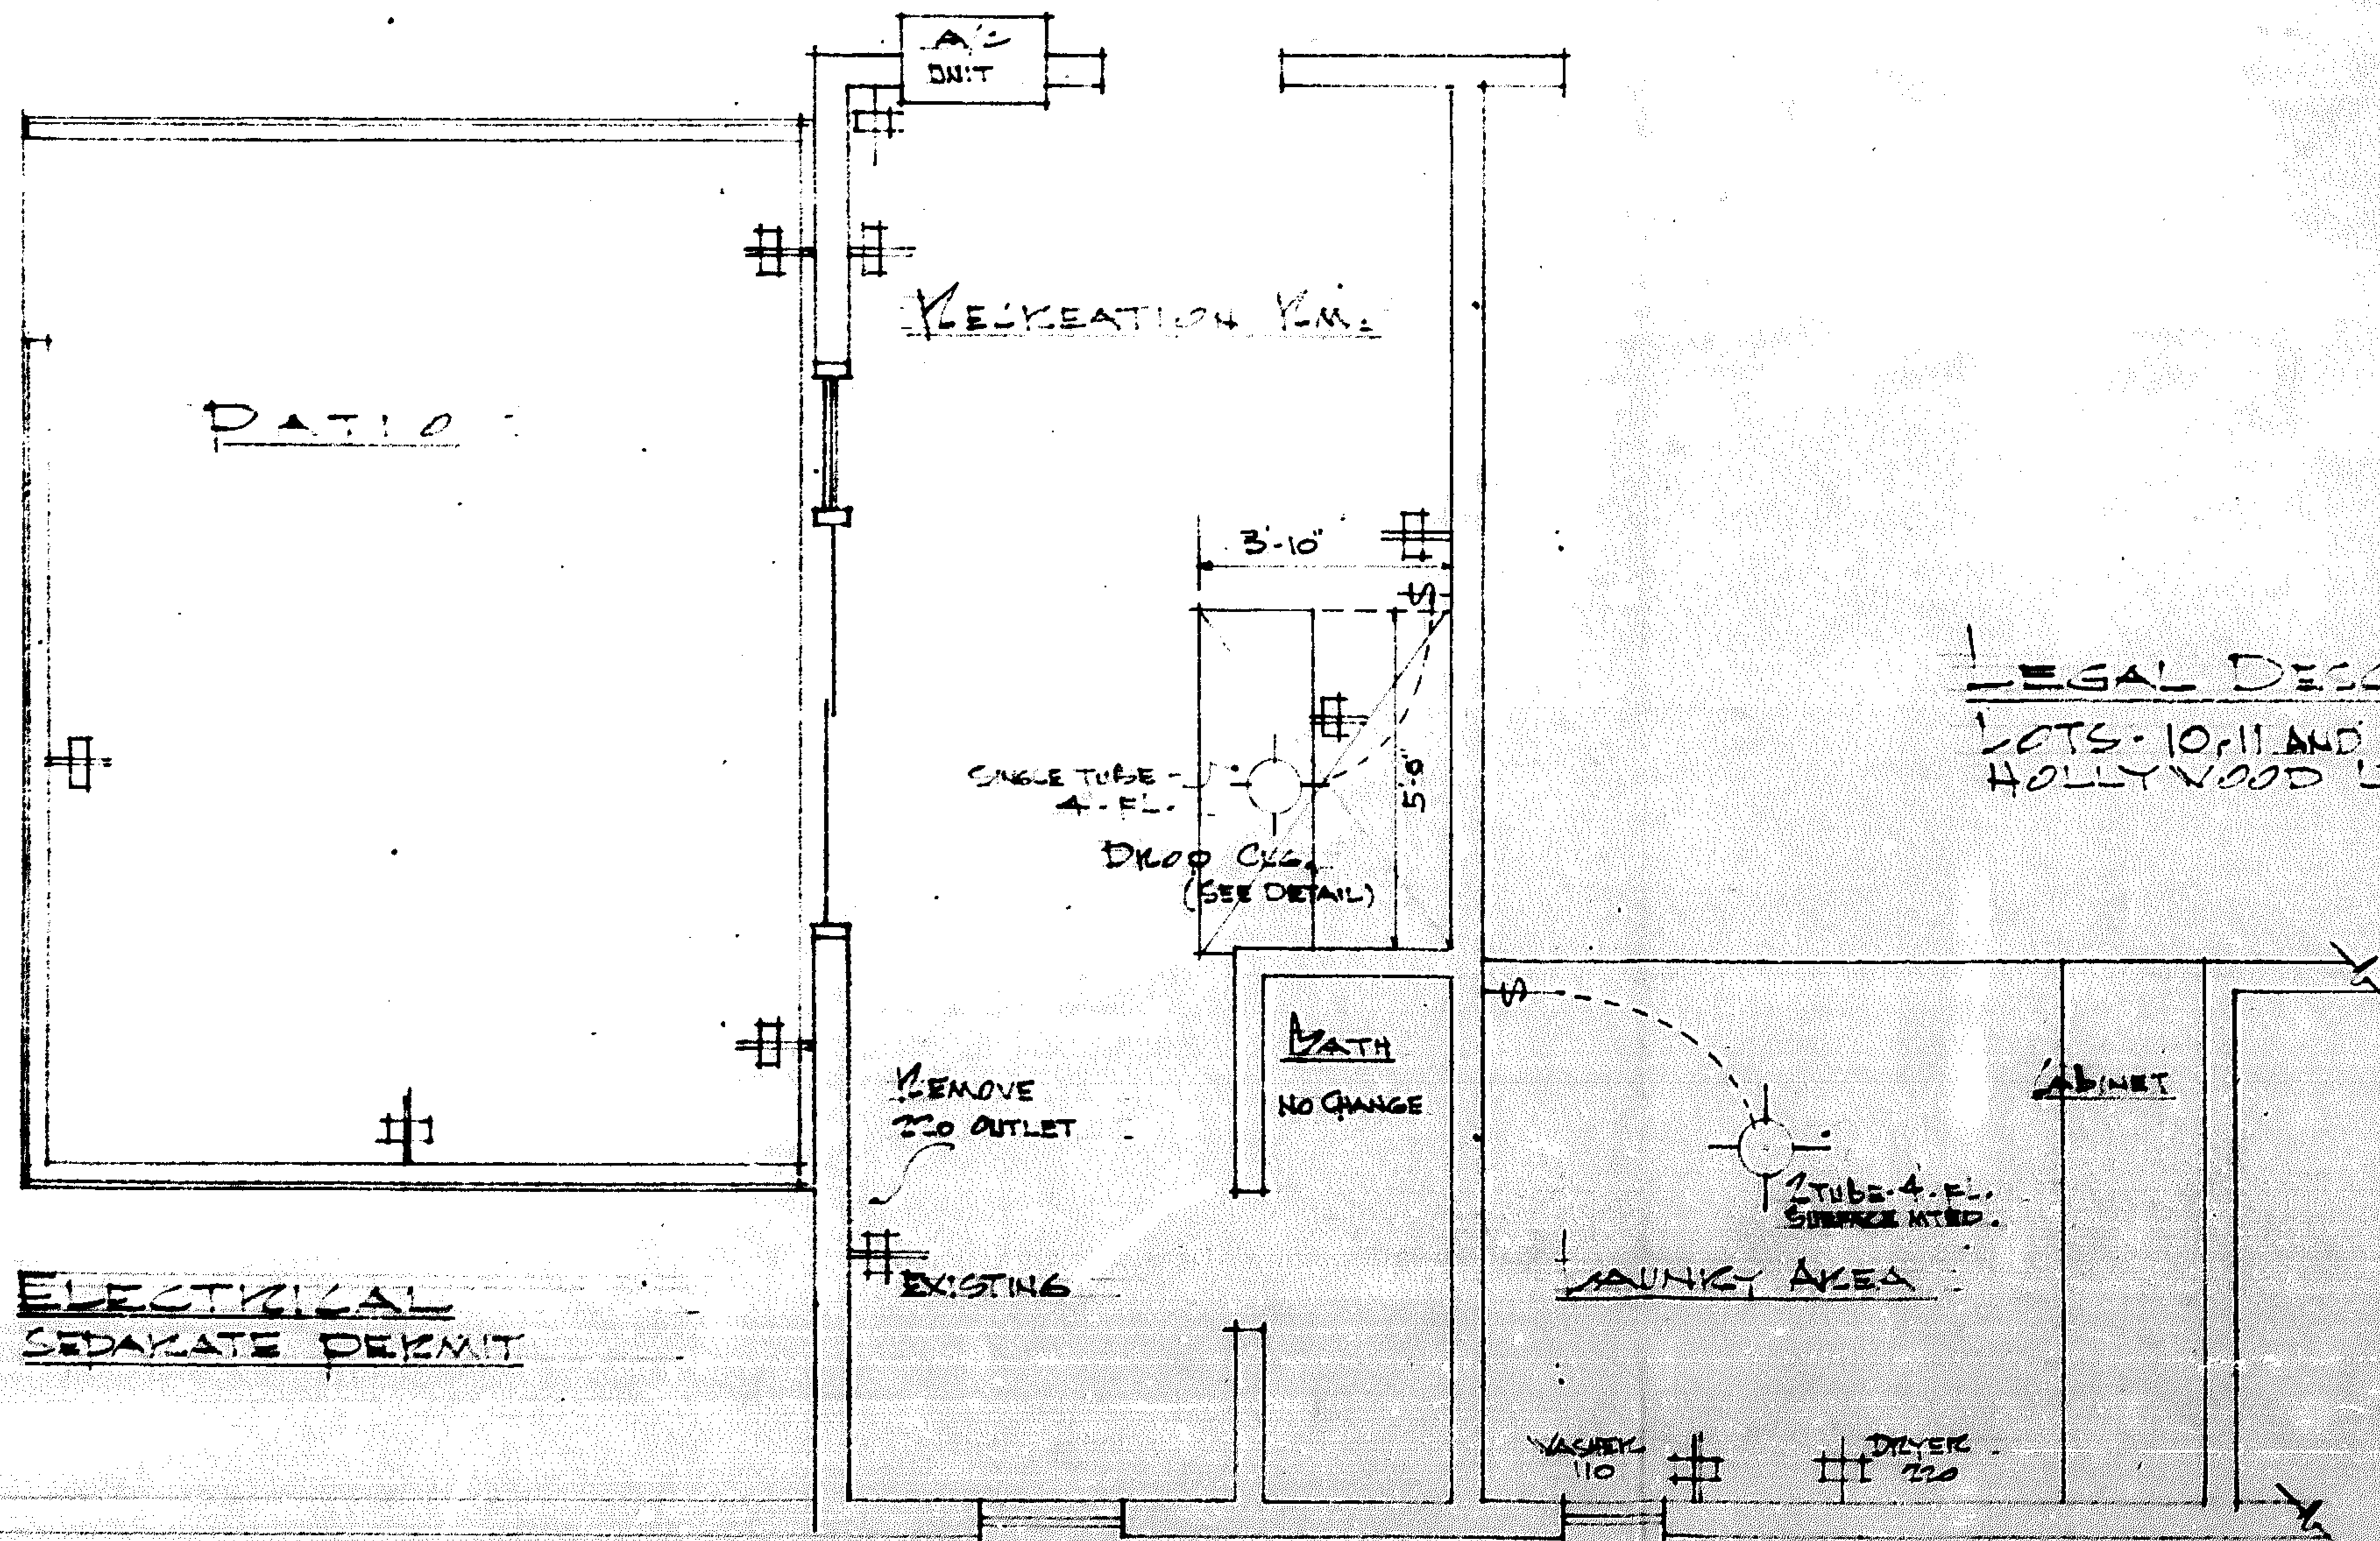 A/C
UNIT
RECREATION RM.
PATIO
3'-10"
5'-6"
SINGLE TUBE -
4'-FL.
DROP CLG.
(SEE DETAIL)
LEGAL DESC
LOTS - 10, 11 AND
HOLLYWOOD
BATH
NO CHANGE
REMOVE
220 OUTLET
EXISTING
CABINET
2 TUBE-4'-FL.
SURFACE MTED.
LAUNDRY AREA
ELECTRICAL
SEPARATE PERMIT
WASHER
110
DRYER
220